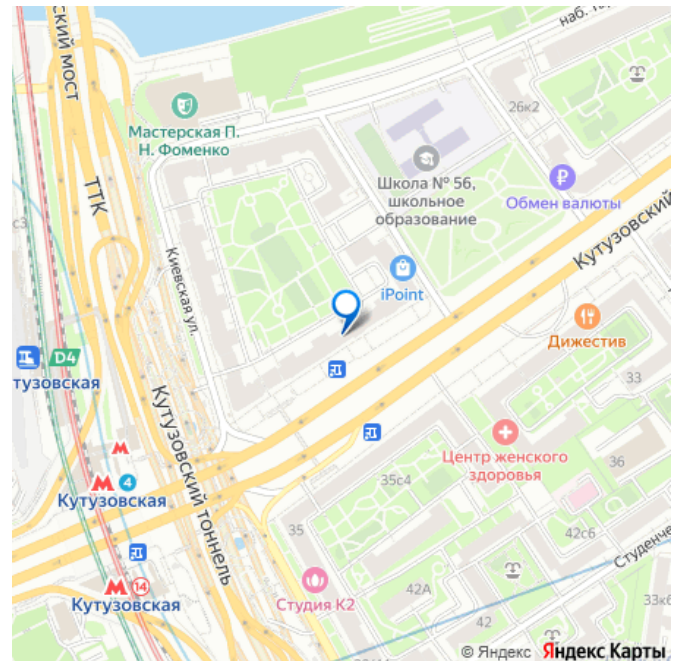 ский мост
наб. Та
26к2
Мастерская П.
Н. Фоменко
Школа № 56,
школьное
образование
₽
Обмен валюты
ТТК
с3
Киевская ул.
iPoint
Кутузовский
Дижестив
D4
тузовская
33
Кутузовский тоннель
Центр женского
здоровья
36
35с4
4
Кутузовская
35
42с6
Студенче
14
Кутузовская
Студия К2
42А
42
33к6
© Яндекс Яндекс Карты